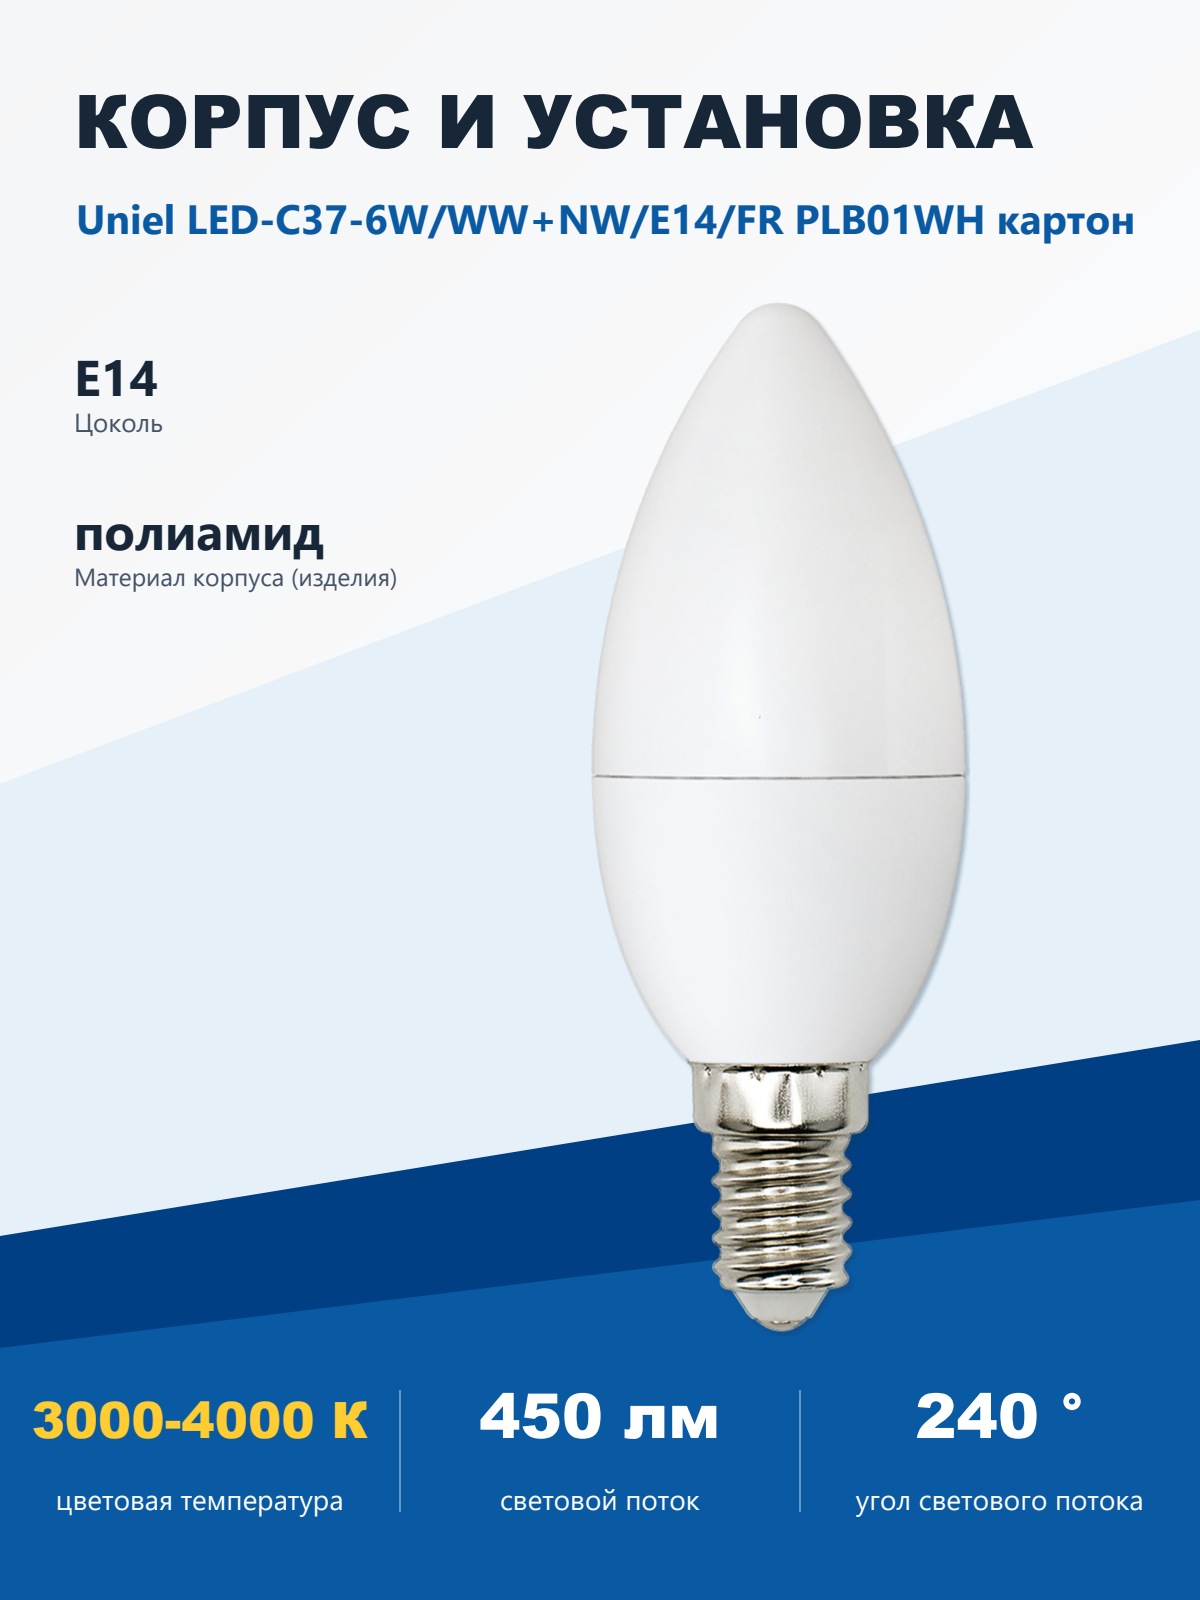 КОРПУС И УСТАНОВКА
Uniel LED-C37-6W/WW+NW/E14/FR PLB01WH картон
E14
Цоколь
полиамид
Материал корпуса (изделия)
3000-4000 К
цветовая температура
450 лм
световой поток
240 °
угол светового потока